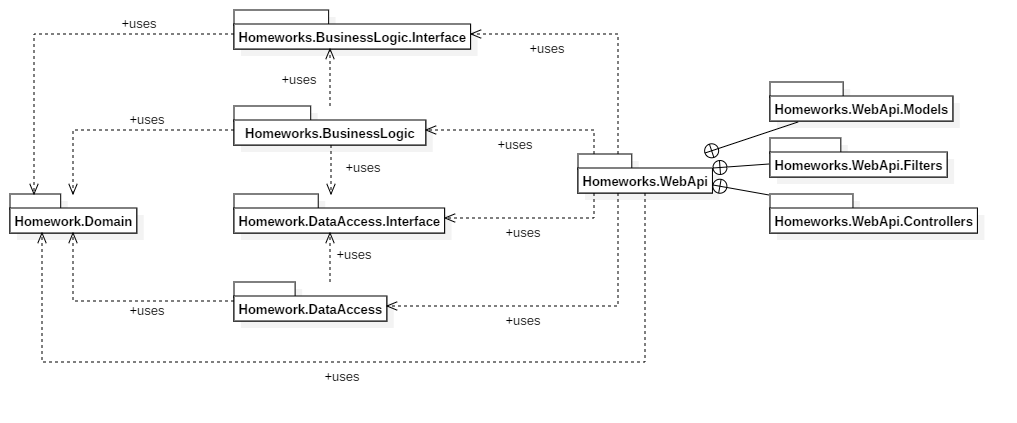 +uses
Homeworks.BusinessLogic.Interface
+uses
+uses
Homeworks.WebApi.Models
+uses
Homeworks.BusinessLogic
+uses
+uses
Homeworks.WebApi.Filters
Homeworks.WebApi
Homework.Domain
Homework.DataAccess.Interface
Homeworks.WebApi.Controllers
+uses
+uses
Homework.DataAccess
+uses
+uses
+uses